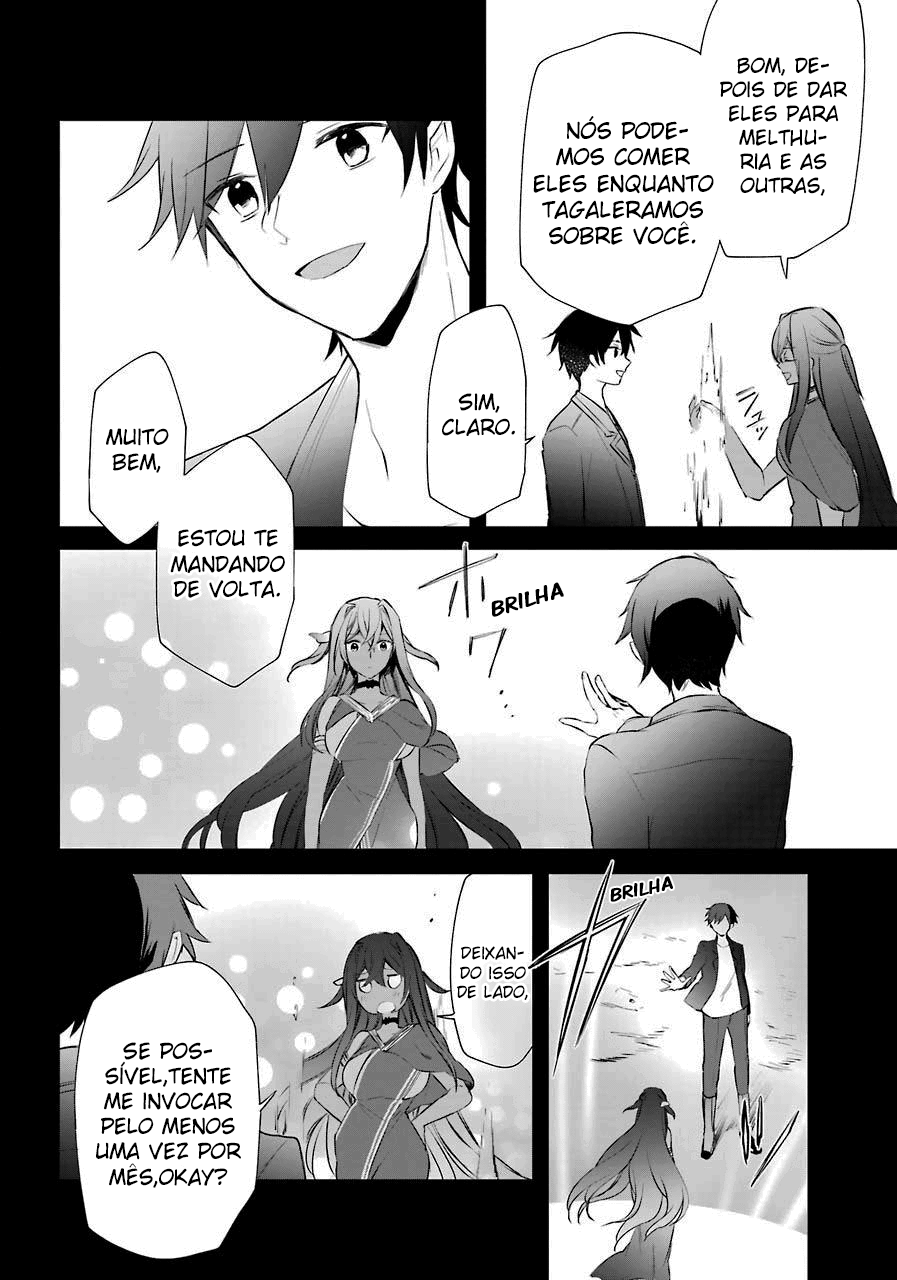 BOM, DE-
POIS DE DAR
ELES PARA
MELTHU-
RIA E AS
OUTRAS,
NÓS PODE-
MOS COMER
ELES ENQUANTO
TAGALERAMOS
SOBRE VOCÊ.
SIM,
CLARO.
MUITO
BEM,
ESTOU TE
MANDANDO
DE VOLTA.
BRILHA
BRILHA
DEIXAN-
DO ISSO
DE LADO,
SE POS-
SÍVEL,TENTE
ME INVOCAR
PELO MENOS
UMA VEZ POR
MÊS,OKAY?